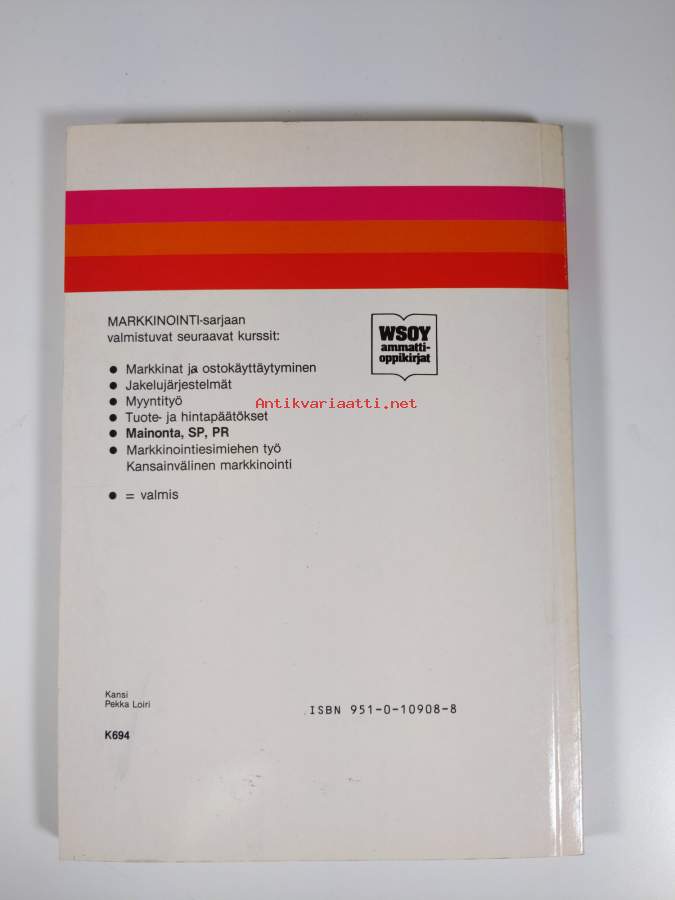 MARKKINOINTI-sarjaan
valmistuvat seuraavat kurssit:
WSOY
ammatti-
oppikirjat
● Markkinat ja ostokäyttäytyminen
● Jakelujärjestelmät
● Myyntityö
● Tuote- ja hintapäätökset
● Mainonta, SP, PR
● Markkinointiesimiehen työ
Kansainvälinen markkinointi
● = valmis
Antikvariaatti.net
Kansi
Pekka Loiri
K694
ISBN 951-0-10908-8